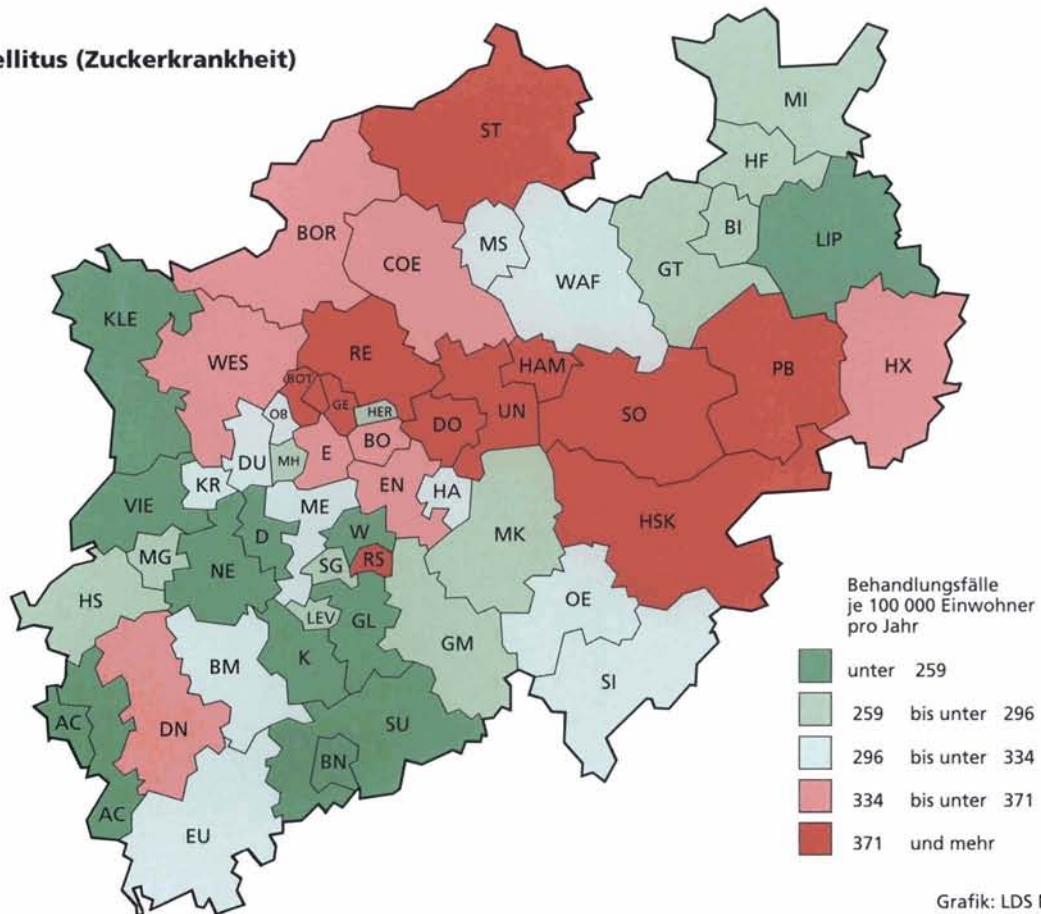 ellitus (Zuckerkrankheit)
ST
MI
HF
BI
LIP
BOR
MS
COE
WAF
GT
KLE
WES
RE
HAM
PB
HX
BOT
GE
HER
OB
DO
UN
SO
E
BO
MH
DU
KR
EN
HA
ME
VIE
D
W
MK
HSK
MG
NE
SG
RS
HS
LEV
GL
OE
BM
K
GM
SI
AC
DN
SU
BN
AC
EU
Behandlungsfälle
je 100 000 Einwohner
pro Jahr
unter 259
259 bis unter 296
296 bis unter 334
334 bis unter 371
371 und mehr
Grafik: LDS